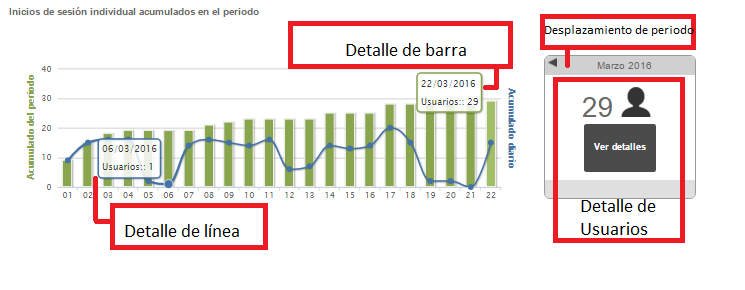 Inicios de sesión individual acumulados en el periodo
Detalle de barra
Desplazamiento de periodo
Marzo 2016
29
Ver detalles
Detalle de
Usuarios
Acumulado del periodo
Acumulado diario
40
30
20
10
0
22/03/2016
Usuarios:: 29
06/03/2016
Usuarios:: 1
01 02 03 04 05 06 07 08 09 10 11 12 13 14 15 16 17 18 19 20 21 22
Detalle de línea